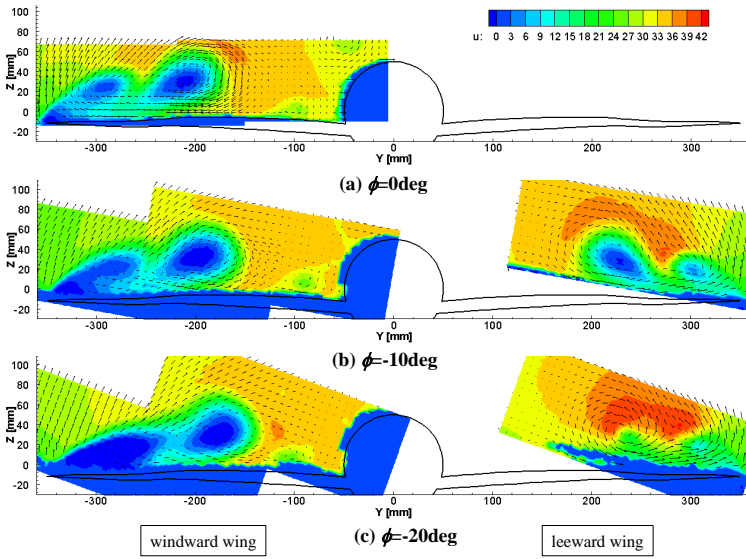 u: 0 3 6 9 12 15 18 21 24 27 30 33 36 39 42
Z [mm]
100
80
60
40
20
0
-20
-300 -200 -100 0 100 200 300
Y [mm]
(a) ϕ=0deg
Z [mm]
100
80
60
40
20
0
-20
-300 -200 -100 0 100 200 300
Y [mm]
(b) ϕ=-10deg
Z [mm]
100
80
60
40
20
0
-20
-300 -200 -100 0 100 200 300
Y [mm]
windward wing
(c) ϕ=-20deg
leeward wing